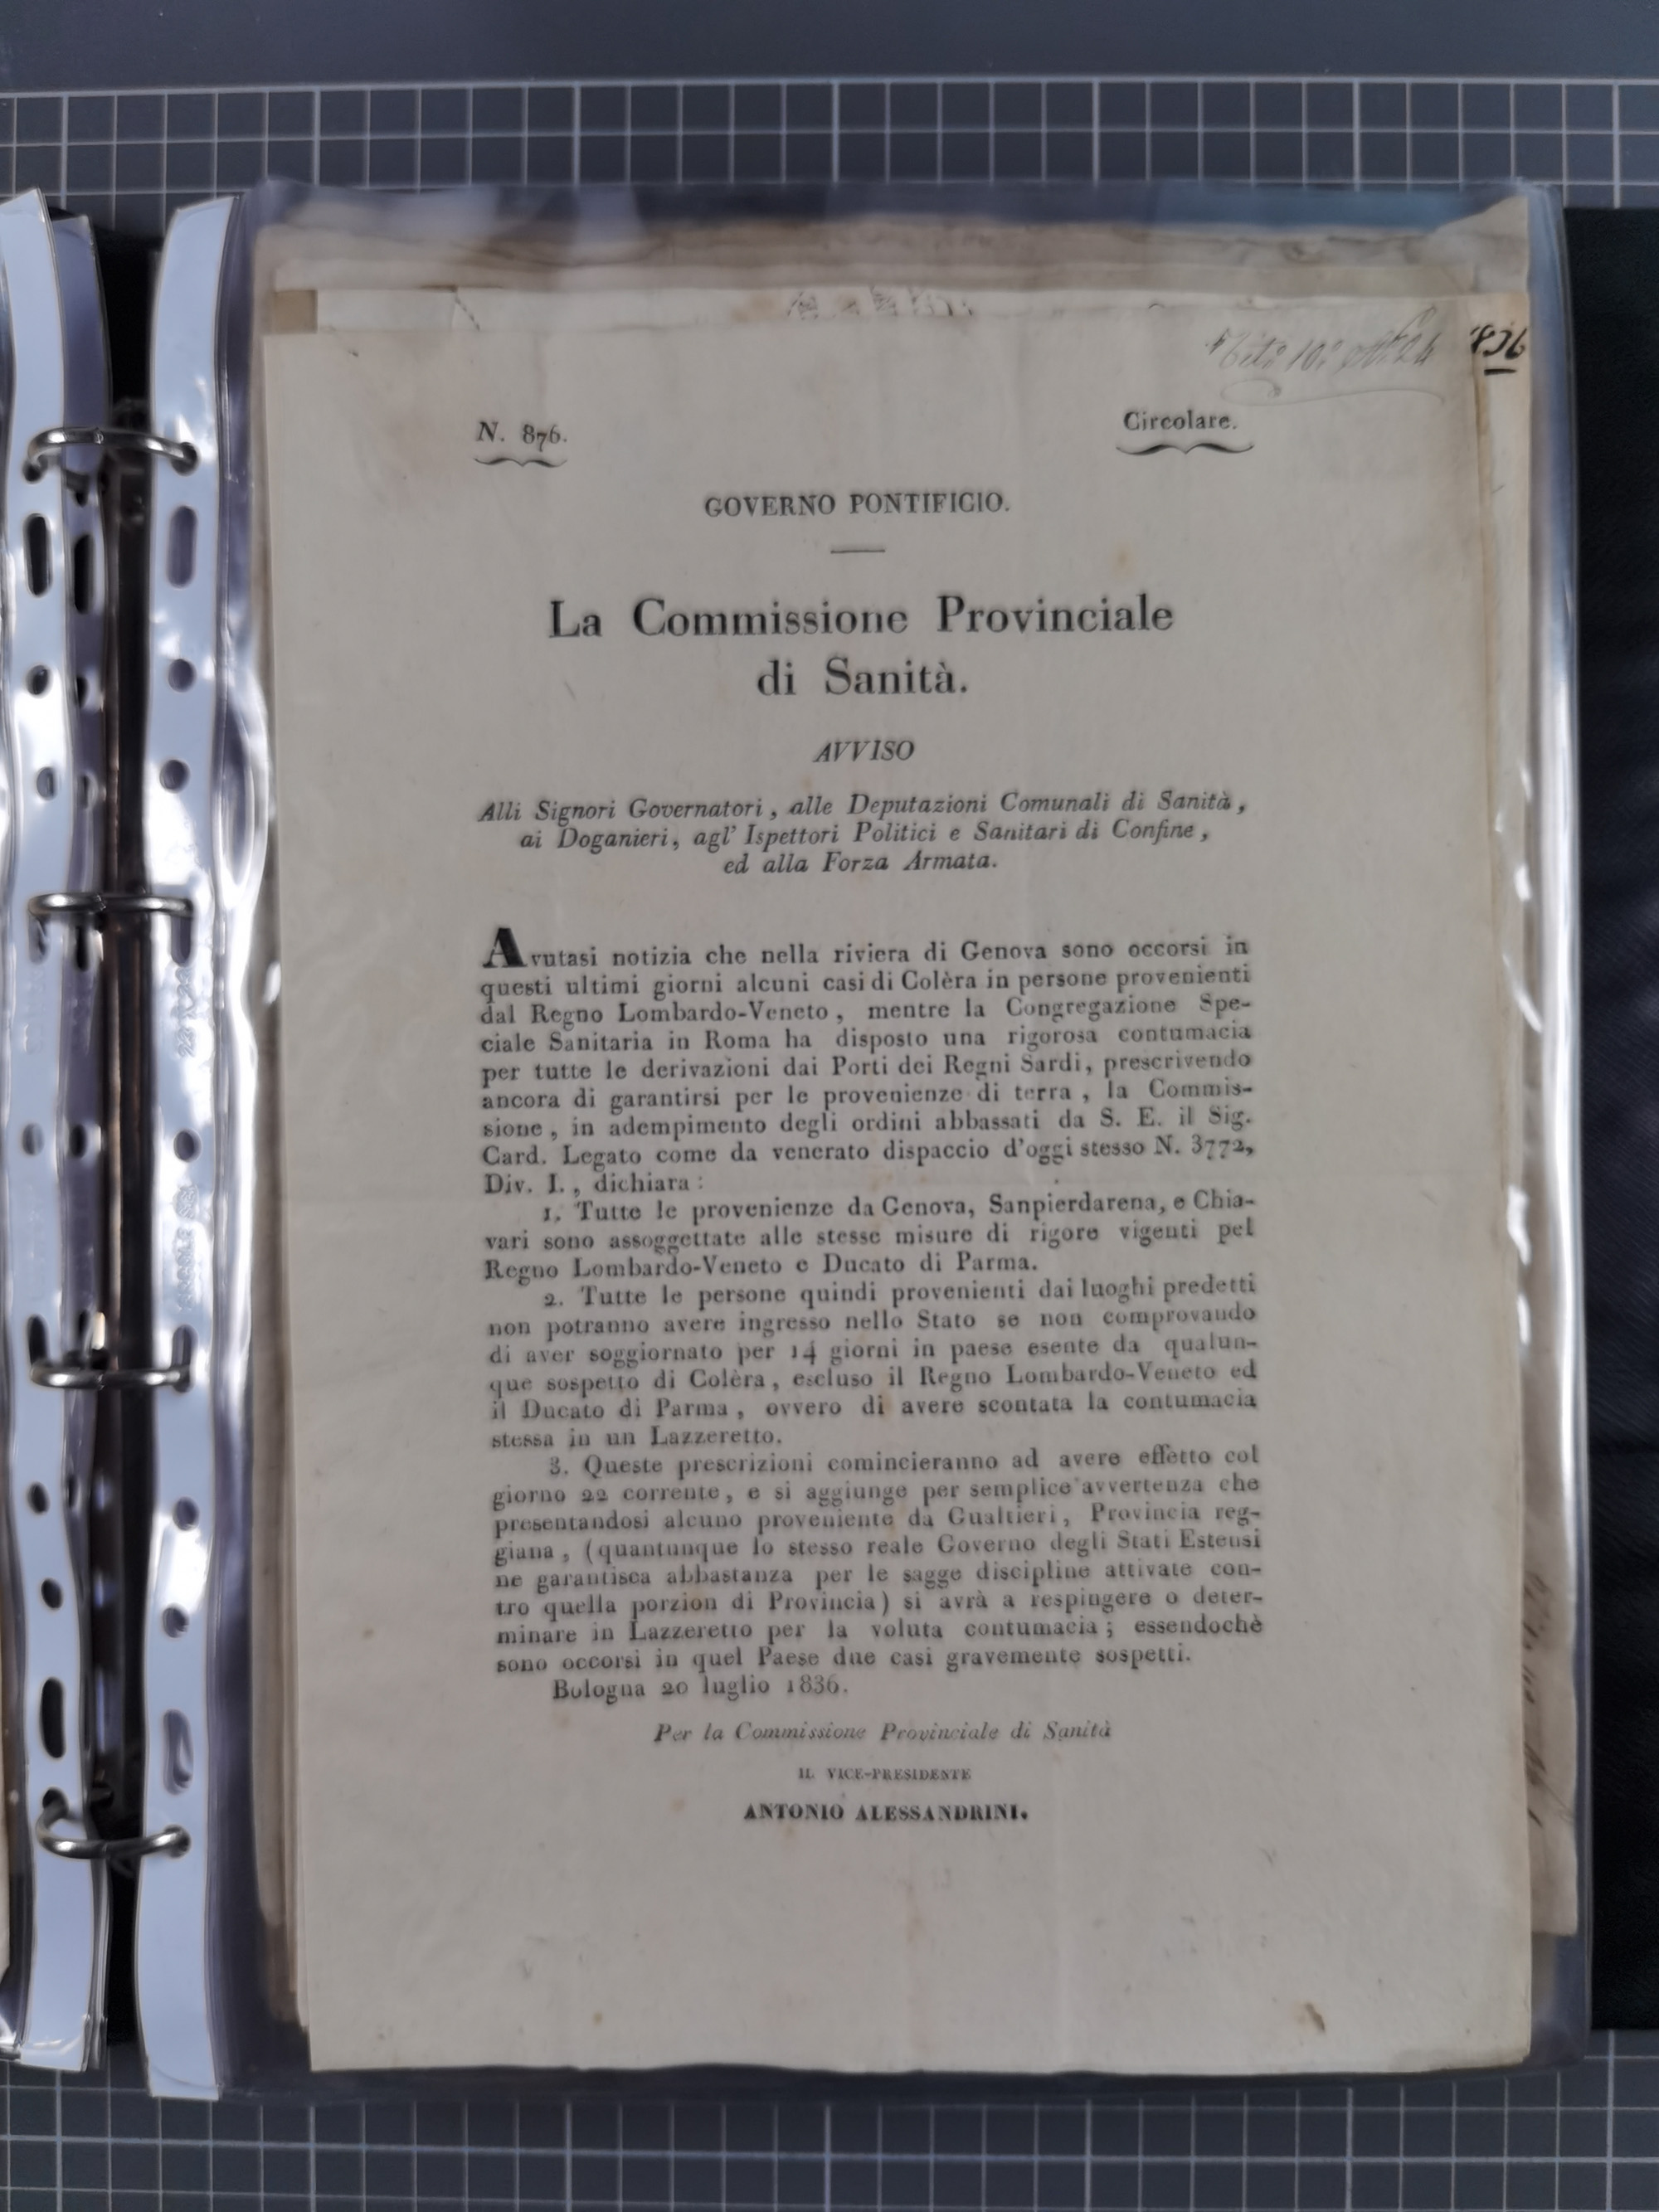 1836
N. 876.
Circolare.
GOVERNO PONTIFICIO.
La Commissione Provinciale
di Sanità.
AVVISO
Alli Signori Governatori, alle Deputazioni Comunali di Sanità,
ai Doganieri, agl' Ispettori Politici e Sanitari di Confine,
ed alla Forza Armata.
Avutasi notizia che nella riviera di Genova sono occorsi in
questi ultimi giorni alcuni casi di Colèra in persone provenienti
dal Regno Lombardo-Veneto, mentre la Congregazione Spe-
ciale Sanitaria in Roma ha disposto una rigorosa contumacia
per tutte le derivazioni dai Porti dei Regni Sardi, prescrivendo
ancora di garantirsi per le provenienze di terra, la Commis-
sione, in adempimento degli ordini abbassati da S. E. il Sig.
Card. Legato come da venerato dispaccio d'oggi stesso N. 3772,
Div. I., dichiara:
1. Tutte le provenienze da Genova, Sanpierdarena, e Chia-
vari sono assoggettate alle stesse misure di rigore vigenti pel
Regno Lombardo-Veneto e Ducato di Parma.
2. Tutte le persone quindi provenienti dai luoghi predetti
non potranno avere ingresso nello Stato se non comprovando
di aver soggiornato per 14 giorni in paese esente da qualun-
que sospetto di Colèra, escluso il Regno Lombardo-Veneto ed
il Ducato di Parma, ovvero di avere scontata la contumacia
stessa in un Lazzeretto.
3. Queste prescrizioni comincieranno ad avere effetto col
giorno 22 corrente, e si aggiunge per semplice avvertenza che
presentandosi alcuno proveniente da Gualtieri, Provincia reg-
giana, (quantunque lo stesso reale Governo degli Stati Estensi
ne garantisca abbastanza per le sagge discipline attivate con-
tro quella porzion di Provincia) si avrà a respingere o deter-
minare in Lazzeretto per la voluta contumacia; essendochè
sono occorsi in quel Paese due casi gravemente sospetti.
Bologna 20 luglio 1836.
Per la Commissione Provinciale di Sanità
IL VICE-PRESIDENTE
ANTONIO ALESSANDRINI.